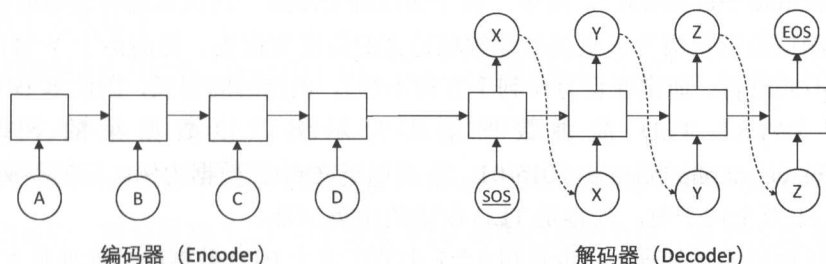 X Y Z EOS
A B C D SOS X Y Z
编码器（Encoder） 解码器（Decoder）